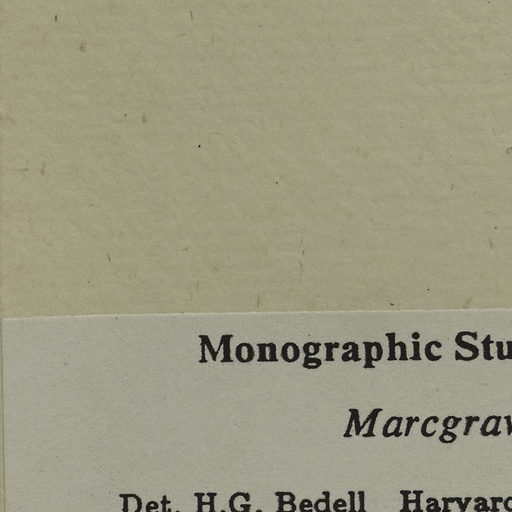 Monographic Stu
Marcgrav
Det. H.G. Bedell Harvard